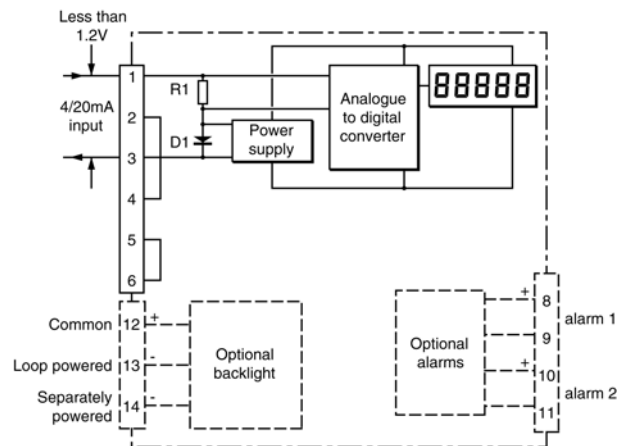 Less than
1.2V
4/20mA
input
1
2
3
4
5
6
R1
D1
Power
supply
Analogue
to digital
converter
88888
Common
Loop powered
Separately
powered
12
13
14
+
-
-
Optional
backlight
Optional
alarms
+
+
8
9
10
11
alarm 1
alarm 2